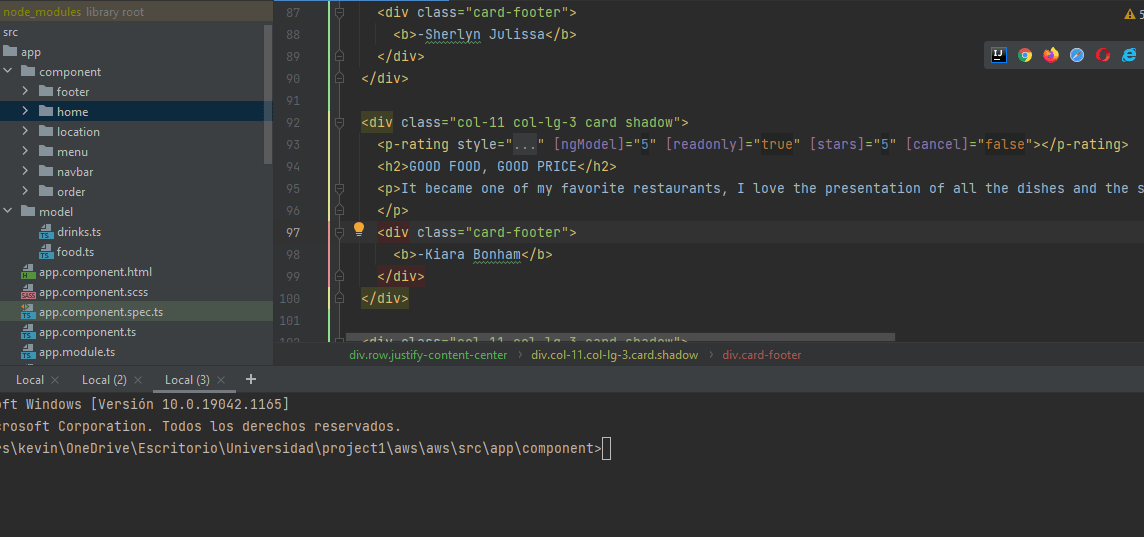 node_modules library root
src
app
component
footer
home
location
menu
navbar
order
model
drinks.ts
food.ts
app.component.html
app.component.scss
app.component.spec.ts
app.component.ts
app.module.ts
87 <div class="card-footer">
88 <b>-Sherlyn Julissa</b>
89 </div>
90 </div>
91
92 <div class="col-11 col-lg-3 card shadow">
93 <p-rating style="..." [ngModel]="5" [readonly]="true" [stars]="5" [cancel]="false"></p-rating>
94 <h2>GOOD FOOD, GOOD PRICE</h2>
95 <p>It became one of my favorite restaurants, I love the presentation of all the dishes and the s
96 </p>
97 <div class="card-footer">
98 <b>-Kiara Bonham</b>
99 </div>
100 </div>
101
102 <div class="col-11 col-lg-3 card shadow">
div.row.justify-content-center › div.col-11.col-lg-3.card.shadow › div.card-footer
Local × Local (2) × Local (3) × +
oft Windows [Versión 10.0.19042.1165]
crosoft Corporation. Todos los derechos reservados.
rs\kevin\OneDrive\Escritorio\Universidad\project1\aws\aws\src\app\component>